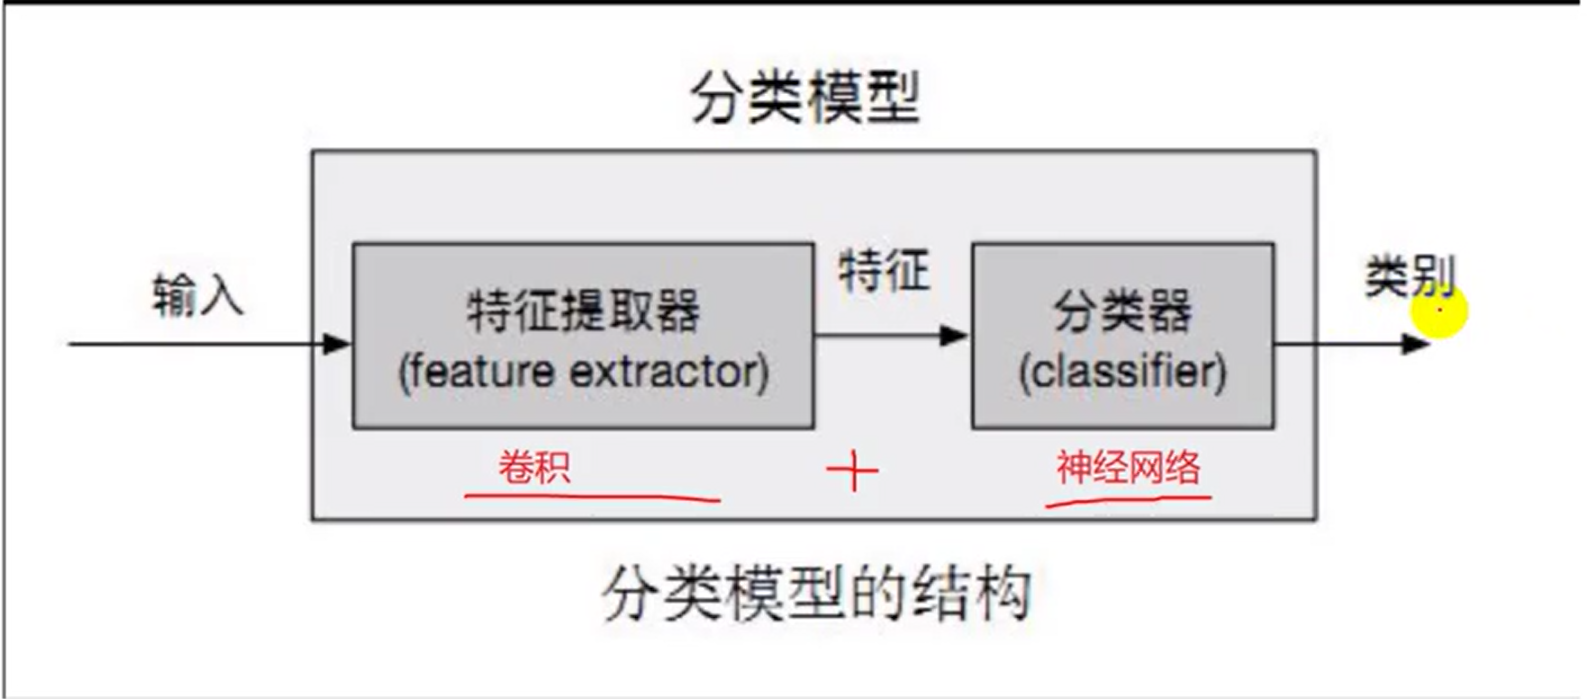 分类模型
输入
特征提取器
(feature extractor)
特征
分类器
(classifier)
类别
卷积
+
神经网络
分类模型的结构